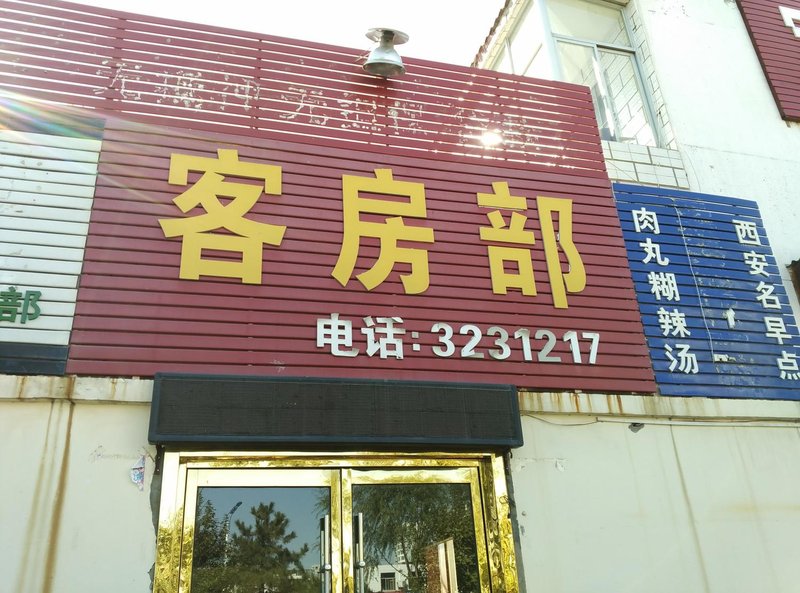 客房部
电话:3231217
部
西安名早点
肉丸糊辣汤